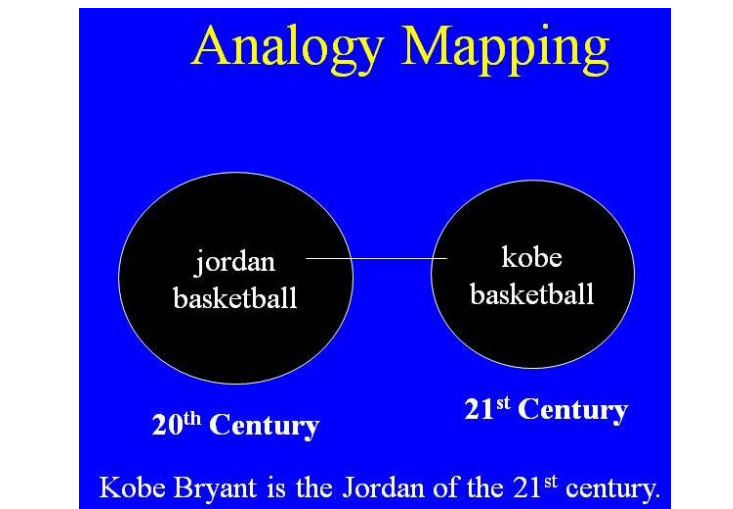 Analogy Mapping
jordan
basketball
kobe
basketball
20th Century
21st Century
Kobe Bryant is the Jordan of the 21st century.